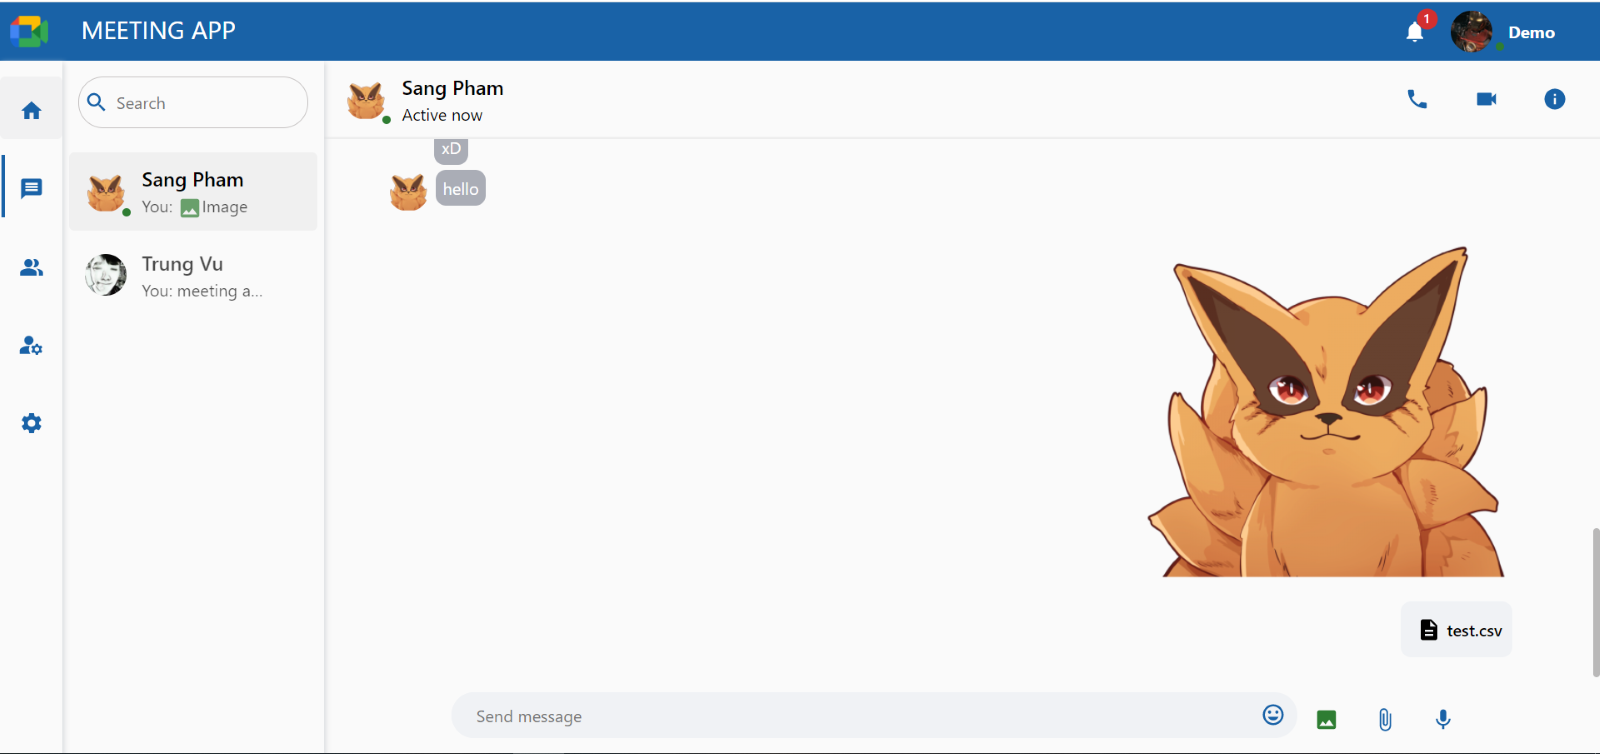 MEETING APP
1
Demo
Search
Sang Pham
You: Image
Trung Vu
You: meeting a...
Sang Pham
Active now
xD
hello
test.csv
Send message